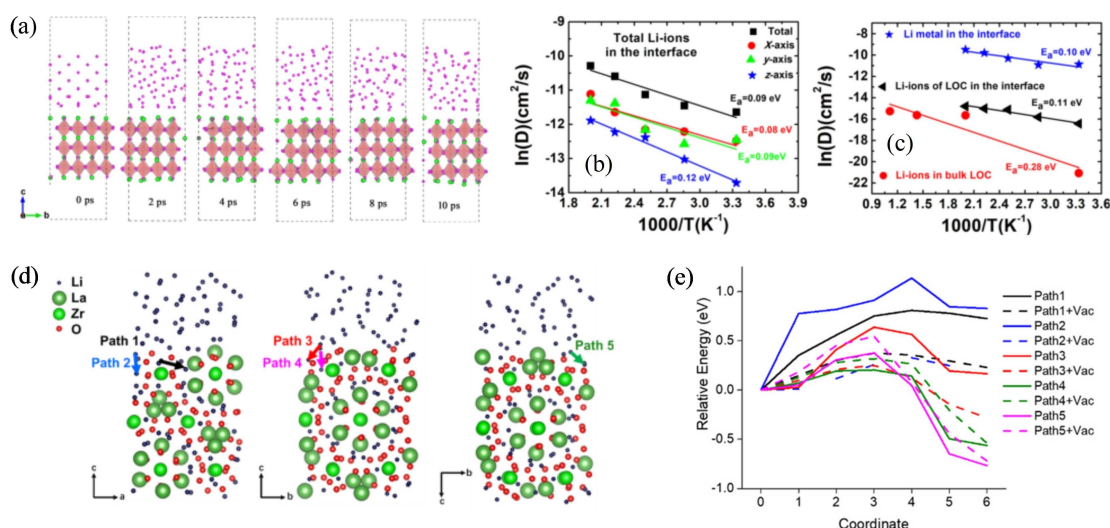 (a)
0 ps
2 ps
4 ps
6 ps
8 ps
10 ps
c
b
ln(D)(cm²/s)
-10
-11
-12
-13
-14
Total Li-ions
in the interface
Total
X-axis
y-axis
z-axis
Eₐ=0.09 eV
Eₐ=0.08 eV
Eₐ=0.09eV
Eₐ=0.12 eV
(b)
1.8 2.1 2.4 2.7 3.0 3.3 3.6 3.9
1000/T(K⁻¹)
ln(D)(cm²/s)
-8
-10
-12
-14
-16
-18
-20
-22
Li metal in the interface
Eₐ=0.10 eV
Li-ions of LOC in the interface
Eₐ=0.11 eV
(c)
Eₐ=0.28 eV
Li-ions in bulk LOC
0.9 1.2 1.5 1.8 2.1 2.4 2.7 3.0 3.3 3.6
1000/T(K⁻¹)
(d)
Li
La
Zr
O
Path 1
Path 2
Path 3
Path 4
Path 5
c
a
c
b
b
c
(e)
Relative Energy (eV)
1.0
0.5
0.0
-0.5
-1.0
0 1 2 3 4 5 6
Coordinate
Path1
Path1+Vac
Path2
Path2+Vac
Path3
Path3+Vac
Path4
Path4+Vac
Path5
Path5+Vac